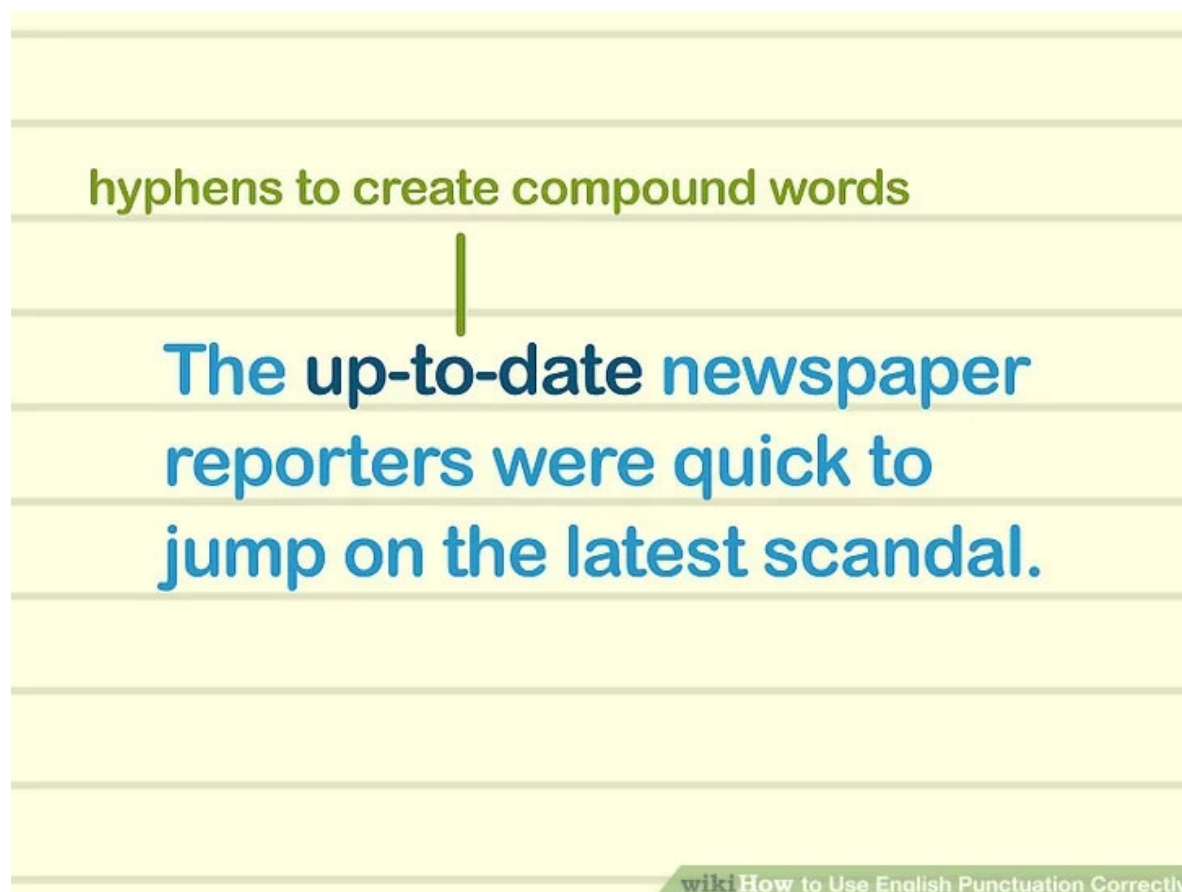 hyphens to create compound words
The up-to-date newspaper
reporters were quick to
jump on the latest scandal.
wikiHow to Use English Punctuation Correctly